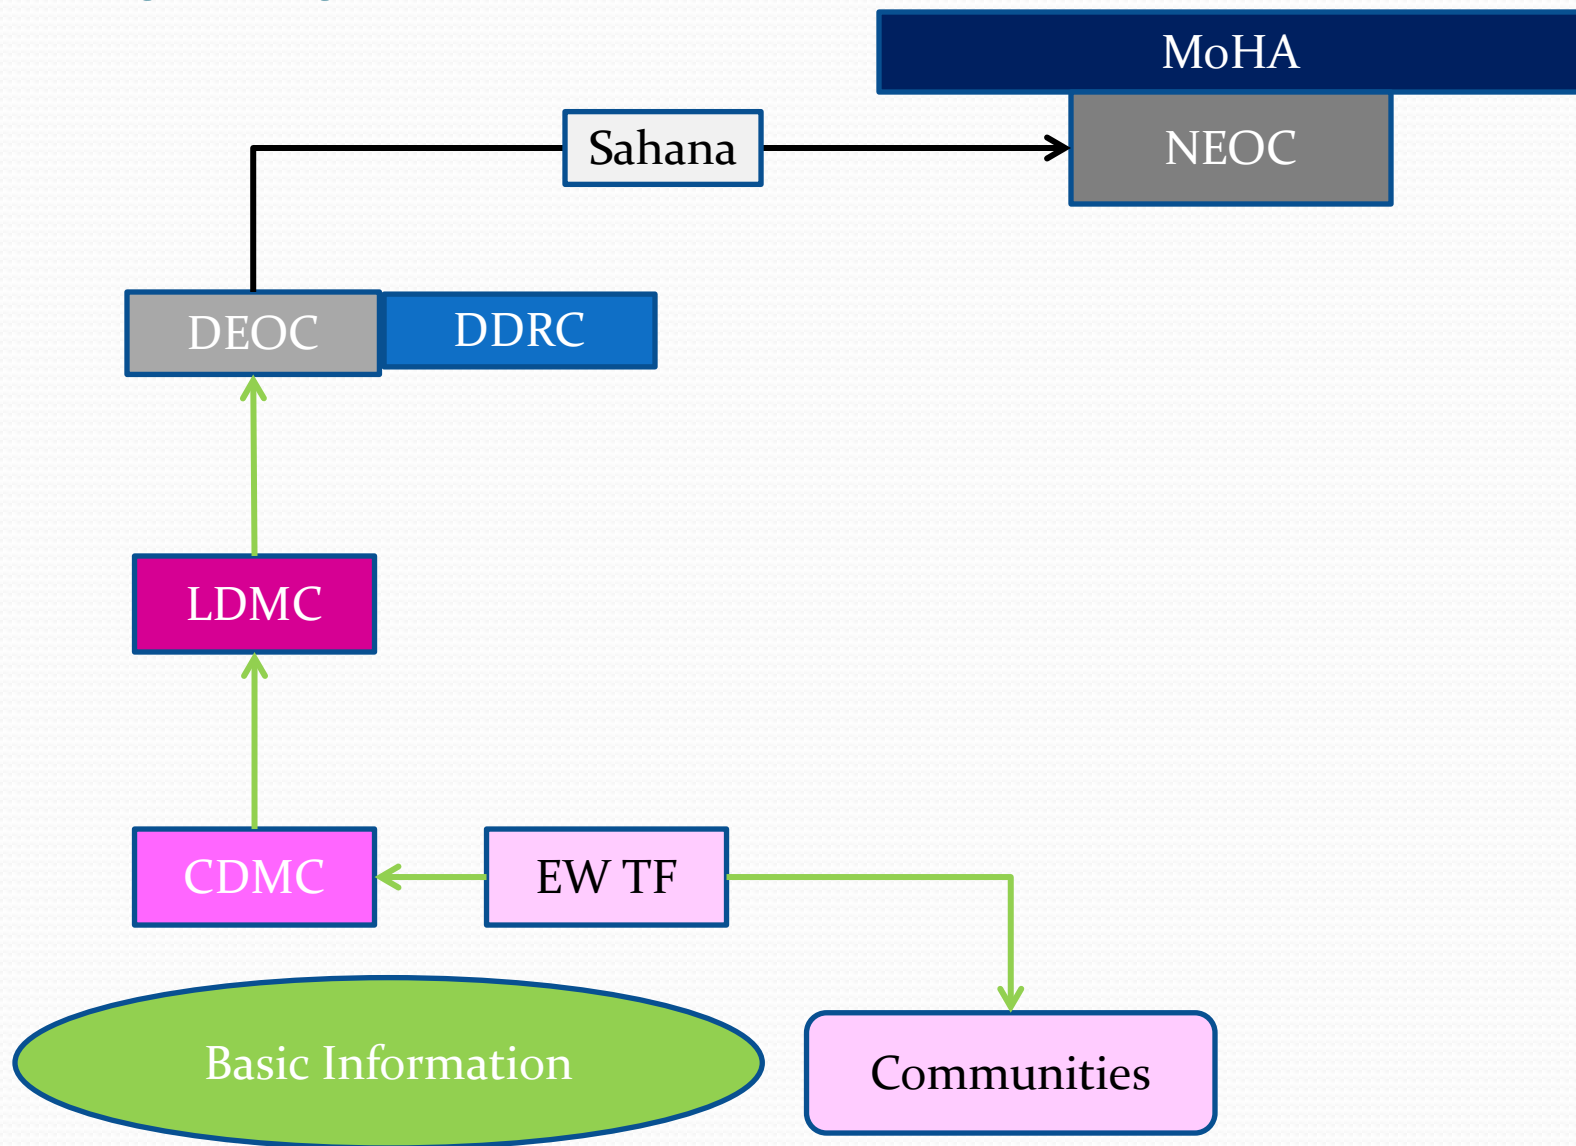 MoHA
Sahana
NEOC
DEOC
DDRC
LDMC
CDMC
EW TF
Basic Information
Communities